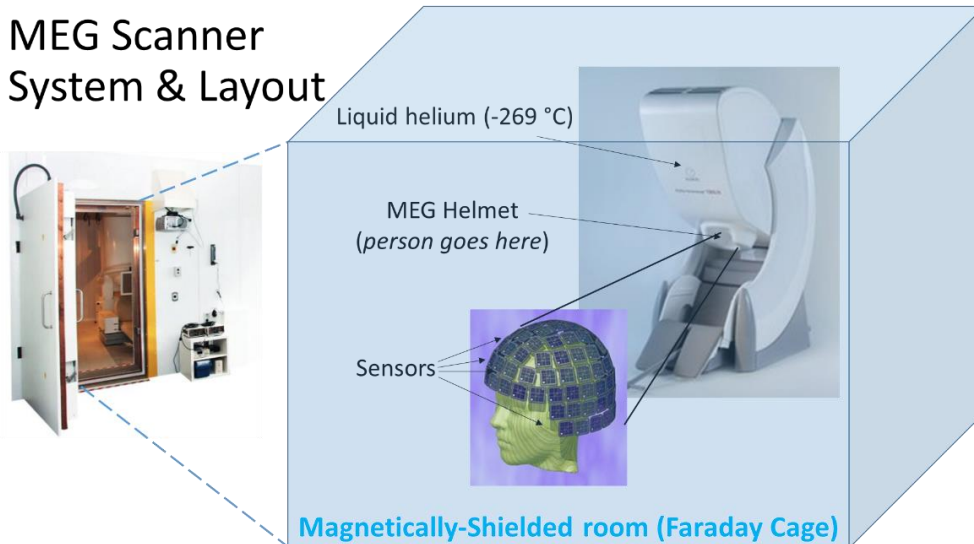 MEG Scanner
System & Layout
Liquid helium (-269 °C)
MEG Helmet
(person goes here)
Sensors
Magnetically-Shielded room (Faraday Cage)